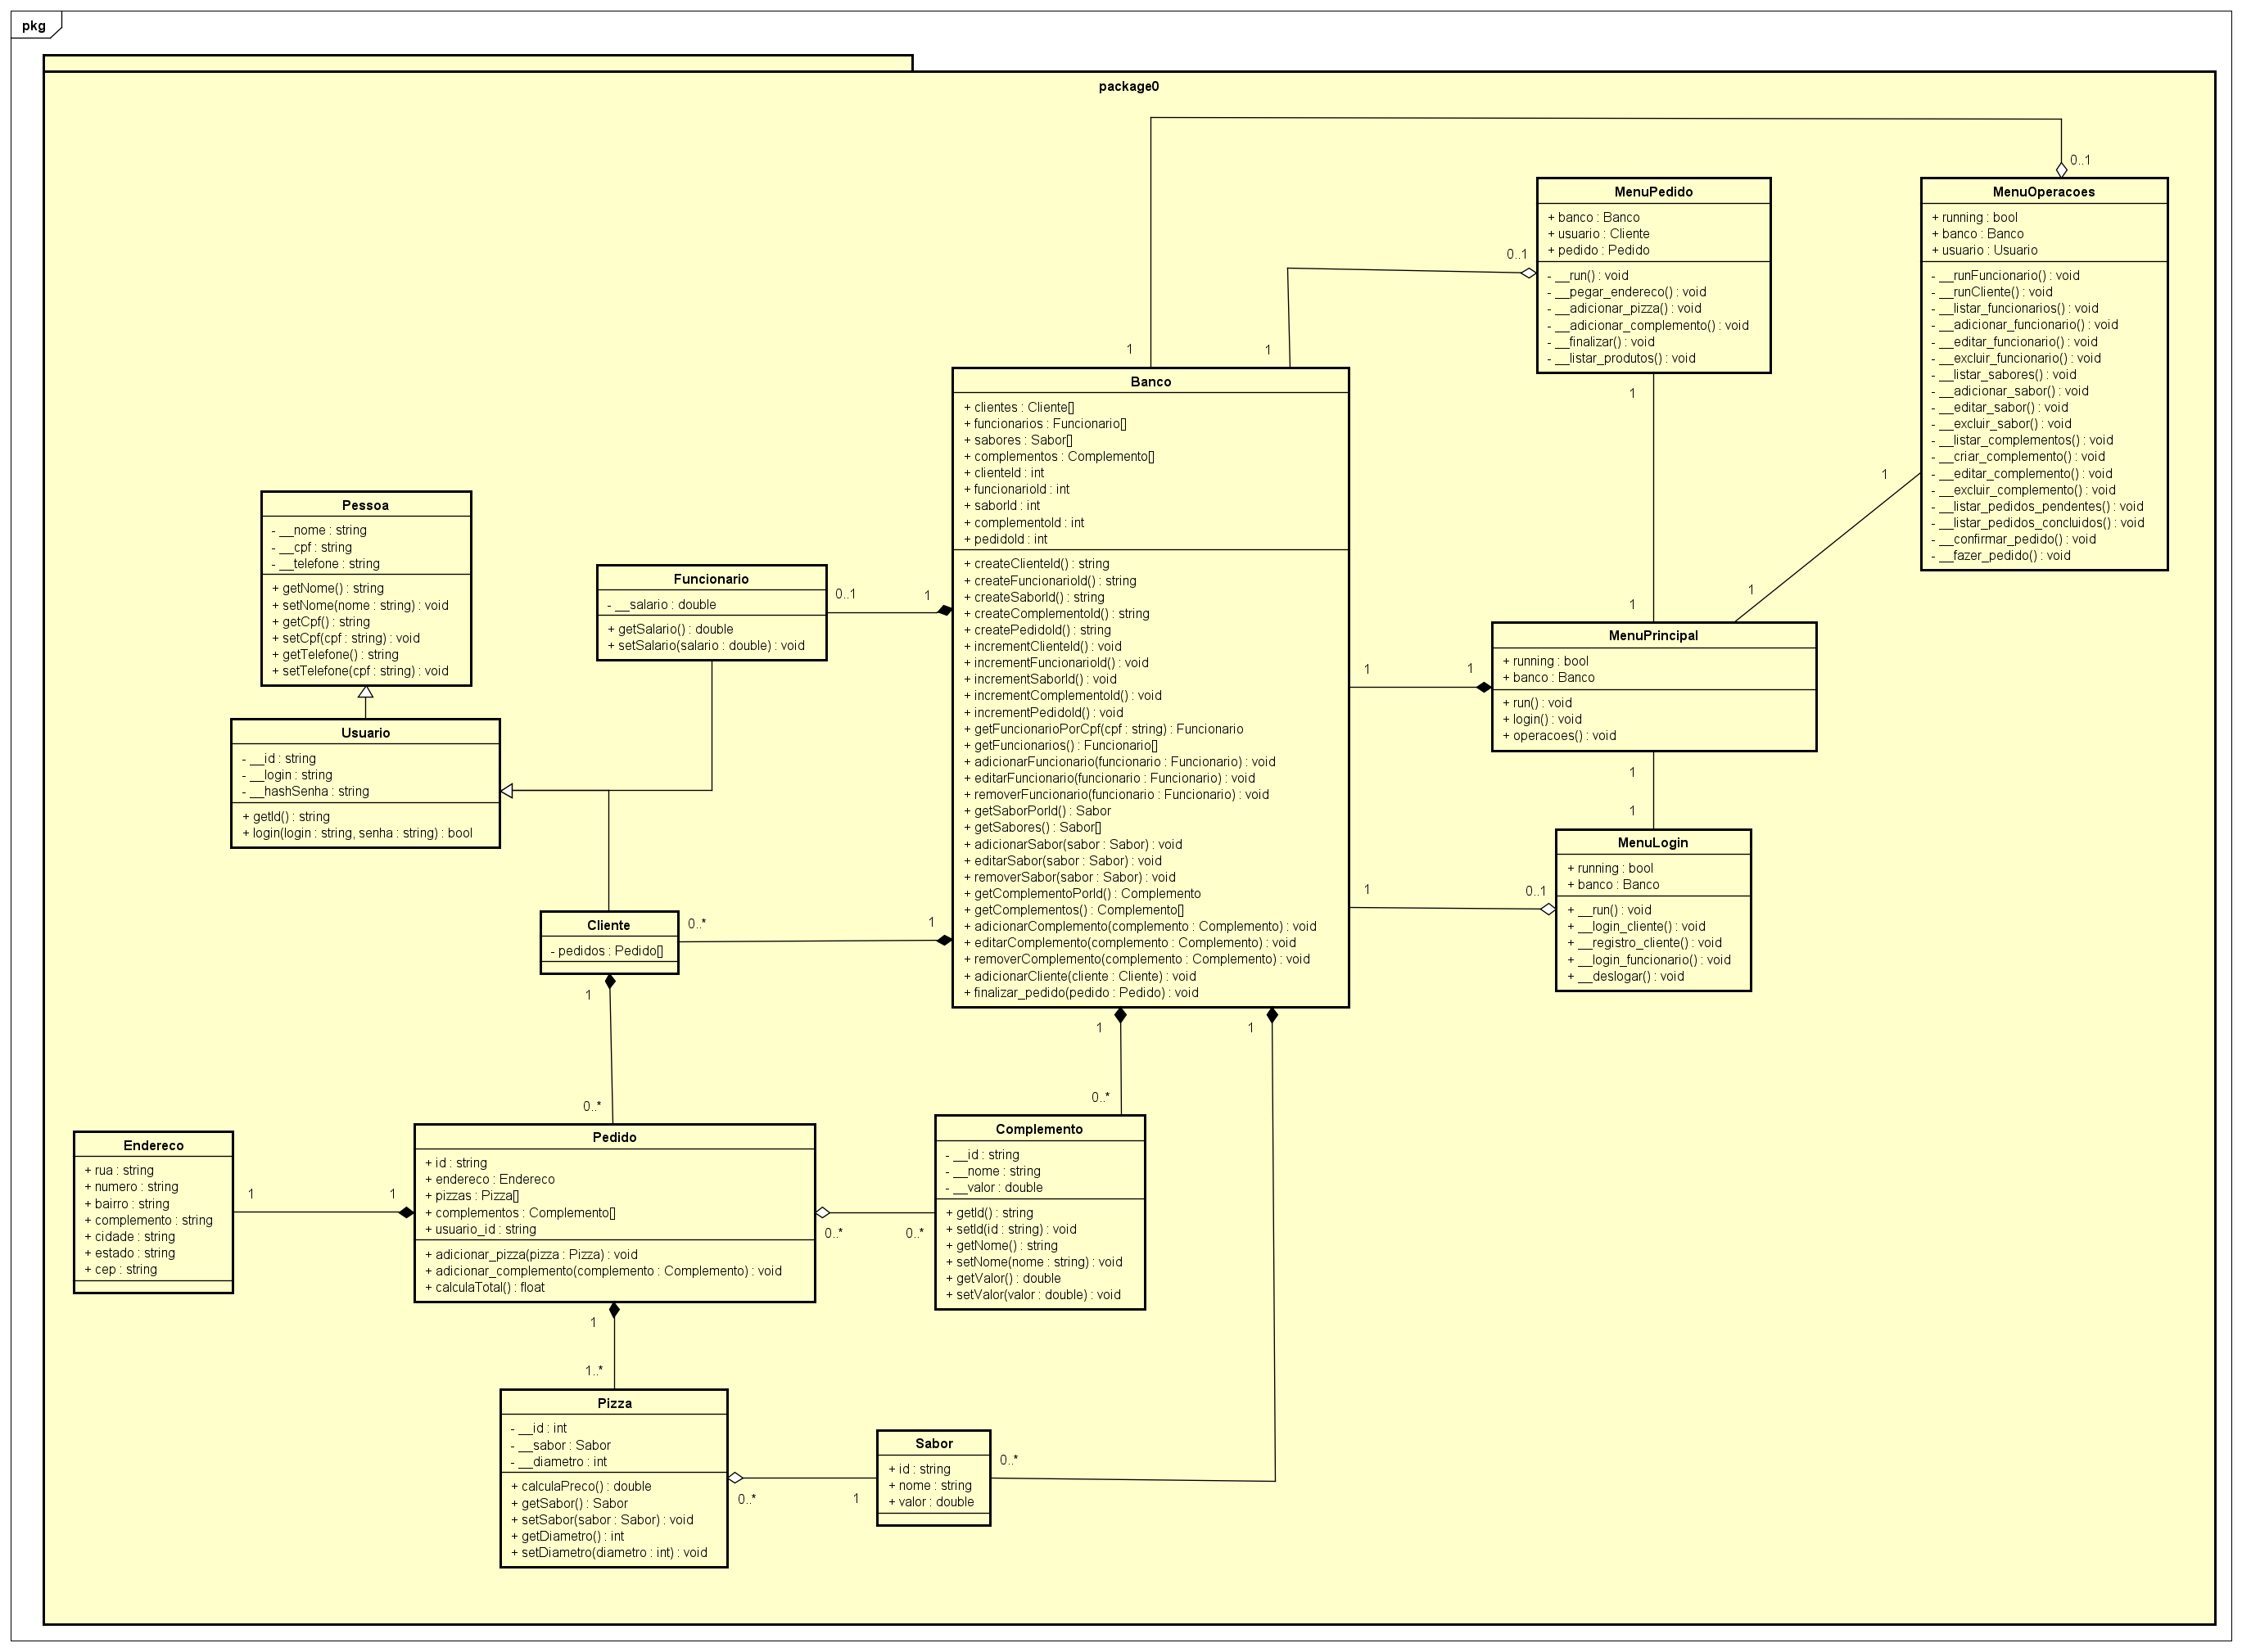 pkg
package0
0..1
MenuPedido
+ banco : Banco
+ usuario : Cliente
+ pedido : Pedido
- __run() : void
- __pegar_endereco() : void
- __adicionar_pizza() : void
- __adicionar_complemento() : void
- __finalizar() : void
- __listar_produtos() : void
MenuOperacoes
+ running : bool
+ banco : Banco
+ usuario : Usuario
- __runFuncionario() : void
- __runCliente() : void
- __listar_funcionarios() : void
- __adicionar_funcionario() : void
- __editar_funcionario() : void
- __excluir_funcionario() : void
- __listar_sabores() : void
- __adicionar_sabor() : void
- __editar_sabor() : void
- __excluir_sabor() : void
- __listar_complementos() : void
- __criar_complemento() : void
- __editar_complemento() : void
- __excluir_complemento() : void
- __listar_pedidos_pendentes() : void
- __listar_pedidos_concluidos() : void
- __confirmar_pedido() : void
- __fazer_pedido() : void
0..1
1
1
1
1
1
1
Banco
+ clientes : Cliente[]
+ funcionarios : Funcionario[]
+ sabores : Sabor[]
+ complementos : Complemento[]
+ clienteId : int
+ funcionarioId : int
+ saborId : int
+ complementoId : int
+ pedidoId : int
+ createClienteId() : string
+ createFuncionarioId() : string
+ createSaborId() : string
+ createComplementoId() : string
+ createPedidoId() : string
+ incrementClienteId() : void
+ incrementFuncionarioId() : void
+ incrementSaborId() : void
+ incrementComplementoId() : void
+ incrementPedidoId() : void
+ getFuncionarioPorCpf(cpf : string) : Funcionario
+ getFuncionarios() : Funcionario[]
+ adicionarFuncionario(funcionario : Funcionario) : void
+ editarFuncionario(funcionario : Funcionario) : void
+ removerFuncionario(funcionario : Funcionario) : void
+ getSaborPorId() : Sabor
+ getSabores() : Sabor[]
+ adicionarSabor(sabor : Sabor) : void
+ editarSabor(sabor : Sabor) : void
+ removerSabor(sabor : Sabor) : void
+ getComplementoPorId() : Complemento
+ getComplementos() : Complemento[]
+ adicionarComplemento(complemento : Complemento) : void
+ editarComplemento(complemento : Complemento) : void
+ removerComplemento(complemento : Complemento) : void
+ adicionarCliente(cliente : Cliente) : void
+ finalizar_pedido(pedido : Pedido) : void
Pessoa
- __nome : string
- __cpf : string
- __telefone : string
+ getNome() : string
+ setNome(nome : string) : void
+ getCpf() : string
+ setCpf(cpf : string) : void
+ getTelefone() : string
+ setTelefone(cpf : string) : void
Funcionario
- __salario : double
+ getSalario() : double
+ setSalario(salario : double) : void
0..1
1
MenuPrincipal
+ running : bool
+ banco : Banco
+ run() : void
+ login() : void
+ operacoes() : void
1
1
1
1
Usuario
- __id : string
- __login : string
- __hashSenha : string
+ getId() : string
+ login(login : string, senha : string) : bool
MenuLogin
+ running : bool
+ banco : Banco
+ __run() : void
+ __login_cliente() : void
+ __registro_cliente() : void
+ __login_funcionario() : void
+ __deslogar() : void
1
0..1
Cliente
- pedidos : Pedido[]
0..*
1
1
0..*
1
1
0..*
Endereco
+ rua : string
+ numero : string
+ bairro : string
+ complemento : string
+ cidade : string
+ estado : string
+ cep : string
1
1
Pedido
+ id : string
+ endereco : Endereco
+ pizzas : Pizza[]
+ complementos : Complemento[]
+ usuario_id : string
+ adicionar_pizza(pizza : Pizza) : void
+ adicionar_complemento(complemento : Complemento) : void
+ calculaTotal() : float
0..*
0..*
Complemento
- __id : string
- __nome : string
- __valor : double
+ getId() : string
+ setId(id : string) : void
+ getNome() : string
+ setNome(nome : string) : void
+ getValor() : double
+ setValor(valor : double) : void
1
1..*
Pizza
- __id : int
- __sabor : Sabor
- __diametro : int
+ calculaPreco() : double
+ getSabor() : Sabor
+ setSabor(sabor : Sabor) : void
+ getDiametro() : int
+ setDiametro(diametro : int) : void
0..*
1
Sabor
+ id : string
+ nome : string
+ valor : double
0..*